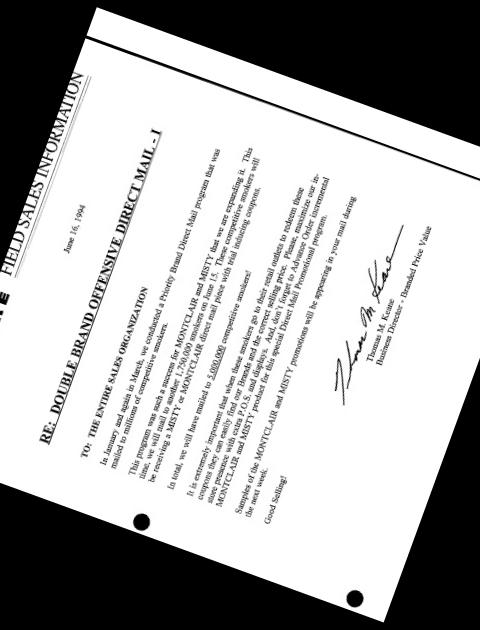 FIELD SALES INFORMATION
June 16, 1994
RE: DOUBLE BRAND OFFENSIVE DIRECT MAIL - I
TO: THE ENTIRE SALES ORGANIZATION
In January and again in March, we conducted a Priority Brand Direct Mail program that was
mailed to millions of competitive smokers.
This program was such a success for MONTCLAIR and MISTY that we are expanding it. This
time, we will mail to another 1,750,000 smokers on June 15. These competitive smokers will
be receiving a MISTY or MONTCLAIR direct mail piece with trial inducing coupons.
In total, we will have mailed to 5,000,000 competitive smokers!
It is extremely important that when these smokers go to their retail outlets to redeem these
coupons they can easily find our Brands and the correct selling price. Please, maximize our in-
store presence with extra P.O.S. and displays. And, don't forget to Advance Order incremental
MONTCLAIR and MISTY product for this special Direct Mail Promotional program.
Samples of the MONTCLAIR and MISTY promotions will be appearing in your mail during
the next week.
Good Selling!
Thomas M. Keane
Thomas M. Keane
Business Director - Branded Price Value